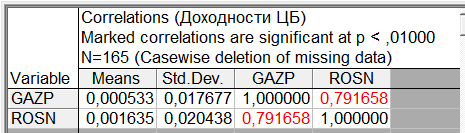 Correlations (Доходности ЦБ)
Marked correlations are significant at p < ,01000
N=165 (Casewise deletion of missing data)
Variable Means Std.Dev. GAZP ROSN
GAZP 0,000533 0,017677 1,000000 0,791658
ROSN 0,001635 0,020438 0,791658 1,000000